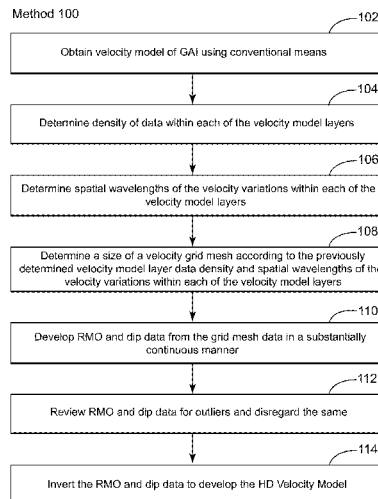 Method 100
102
Obtain velocity model of GAI using conventional means
104
Determine density of data within each of the velocity model layers
106
Determine spatial wavelengths of the velocity variations within each of the
velocity model layers
108
Determine a size of a velocity grid mesh according to the previously
determined velocity model layer data density and spatial wavelengths of the
velocity variations within each of the velocity model layers
110
Develop RMO and dip data from the grid mesh data in a substantially
continuous manner
112
Review RMO and dip data for outliers and disregard the same
114
Invert the RMO and dip data to develop the HD Velocity Model